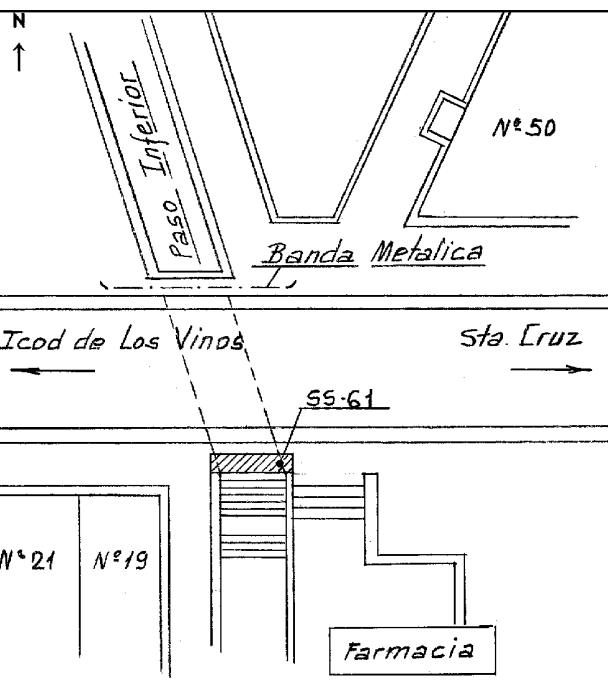 N
Paso Inferior
Nº 50
Banda Metalica
Icod de Los Vinos
Sta. Cruz
SS-61
Nº 21
Nº 19
Farmacia